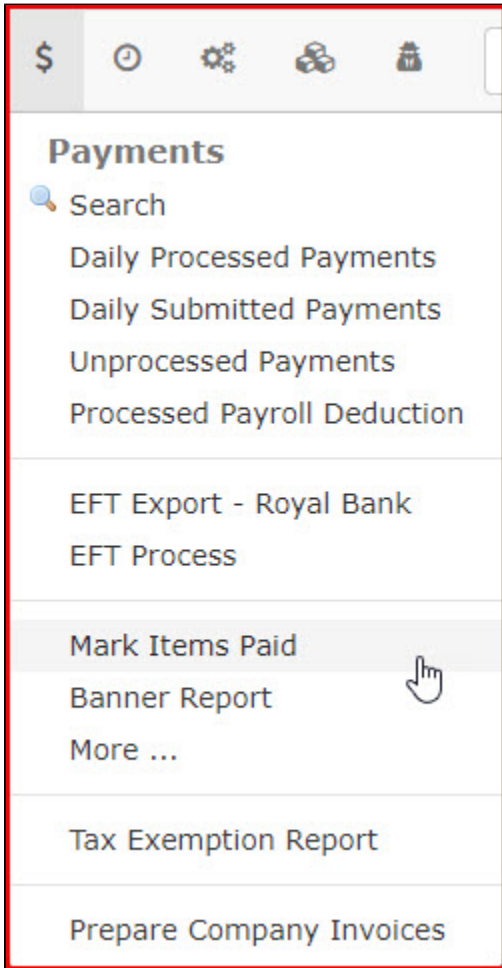 $
Payments
Search
Daily Processed Payments
Daily Submitted Payments
Unprocessed Payments
Processed Payroll Deduction
EFT Export - Royal Bank
EFT Process
Mark Items Paid
Banner Report
More ...
Tax Exemption Report
Prepare Company Invoices